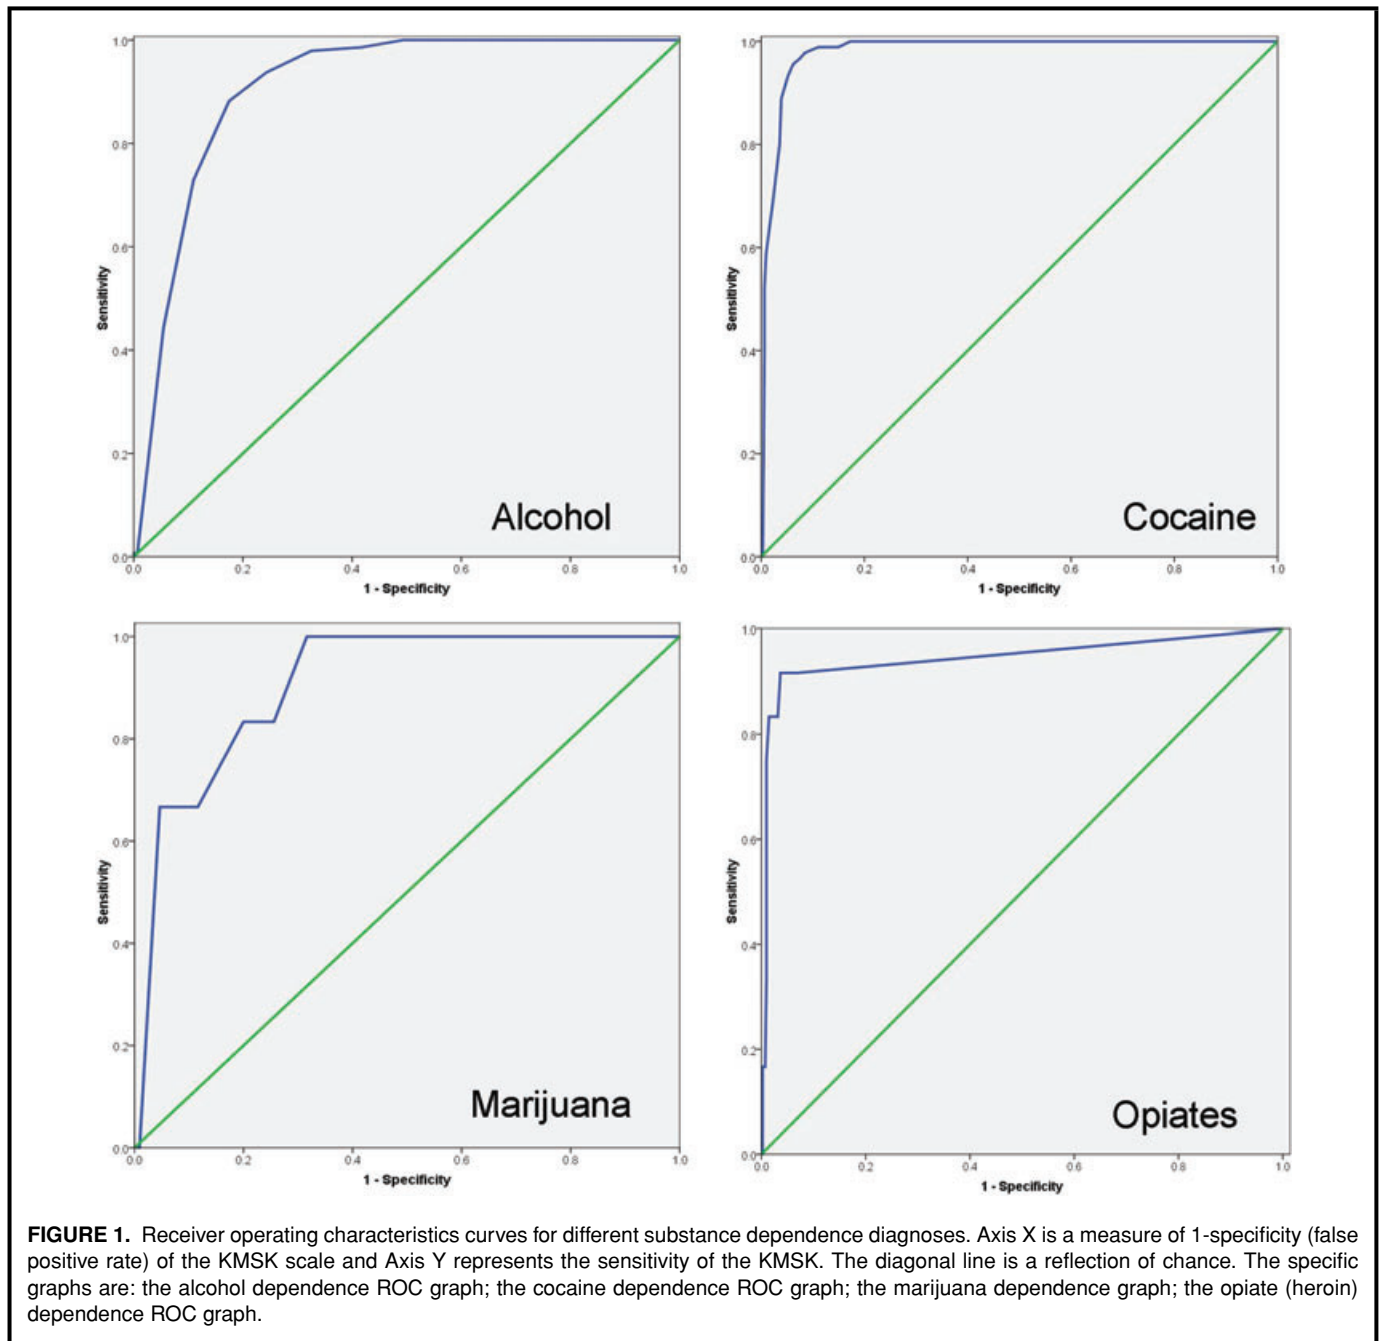 1.0
0.8
0.6
0.4
0.2
0.0
Sensitivity
0.0 0.2 0.4 0.6 0.8 1.0
1 - Specificity
Alcohol
1.0
0.8
0.6
0.4
0.2
0.0
Sensitivity
0.0 0.2 0.4 0.6 0.8 1.0
1 - Specificity
Cocaine
1.0
0.8
0.6
0.4
0.2
0.0
Sensitivity
0.0 0.2 0.4 0.6 0.8 1.0
1 - Specificity
Marijuana
1.0
0.8
0.6
0.4
0.2
0.0
Sensitivity
0.0 0.2 0.4 0.6 0.8 1.0
1 - Specificity
Opiates
FIGURE 1. Receiver operating characteristics curves for different substance dependence diagnoses. Axis X is a measure of 1-specificity (false
positive rate) of the KMSK scale and Axis Y represents the sensitivity of the KMSK. The diagonal line is a reflection of chance. The specific
graphs are: the alcohol dependence ROC graph; the cocaine dependence ROC graph; the marijuana dependence graph; the opiate (heroin)
dependence ROC graph.